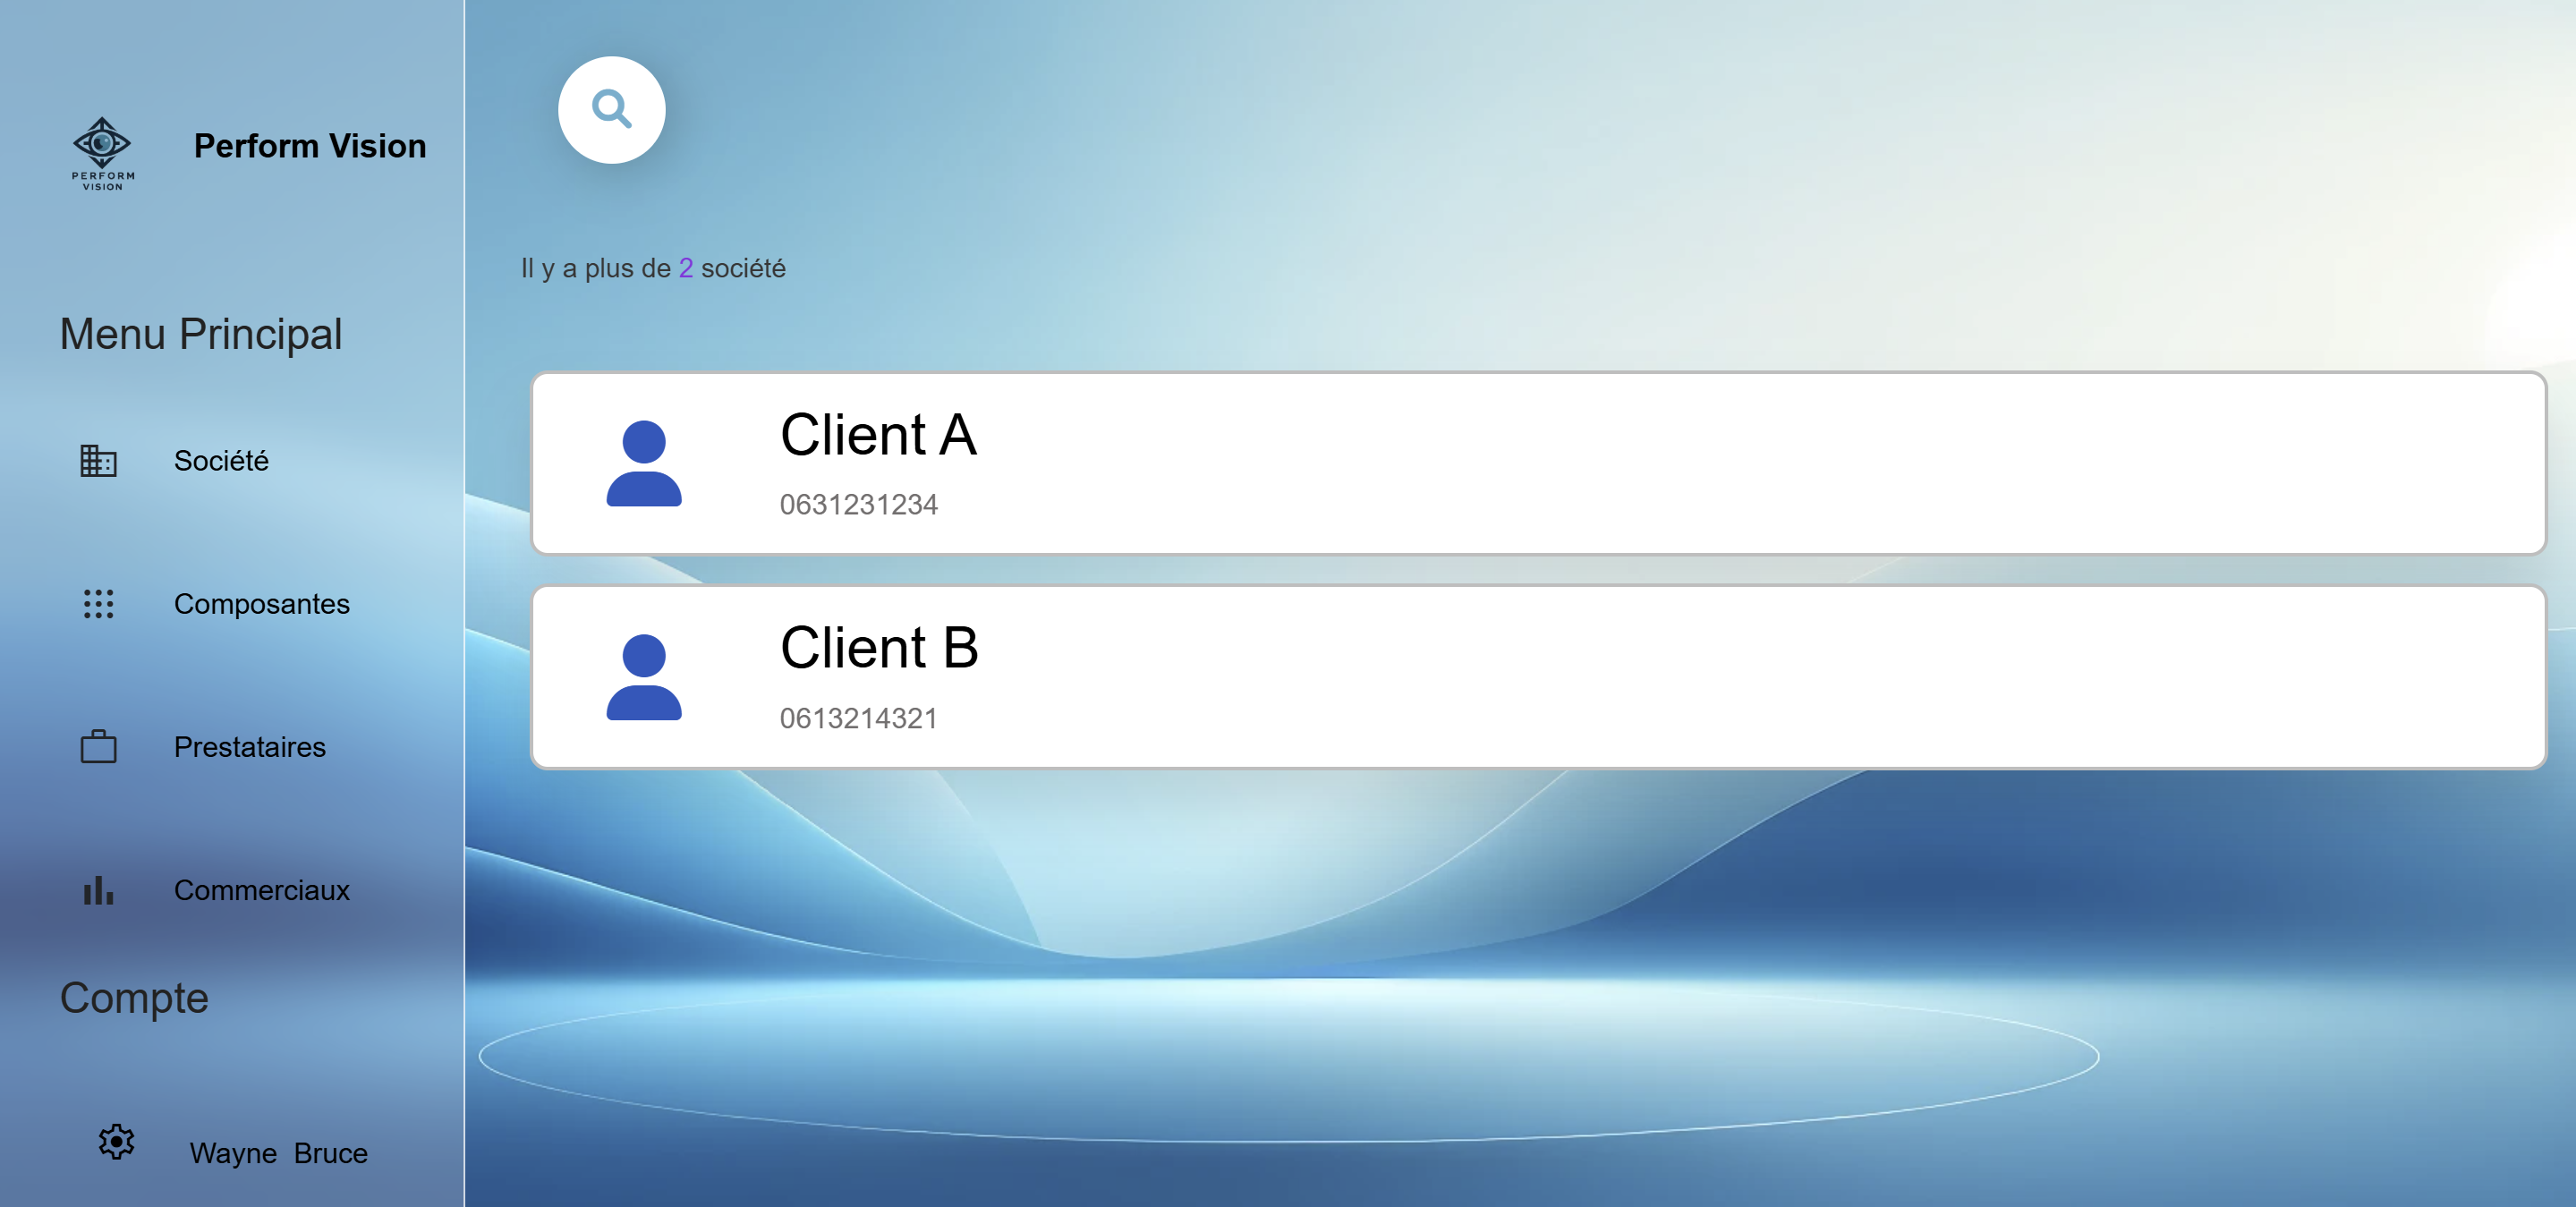 PERFORM
VISION
Perform Vision
Menu Principal
Société
Composantes
Prestataires
Commerciaux
Compte
Wayne Bruce
Il y a plus de 2 société
Client A
0631231234
Client B
0613214321